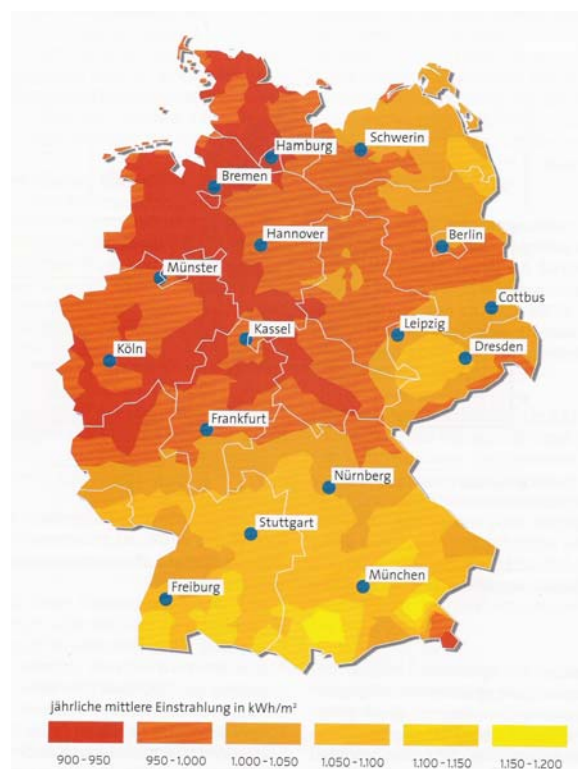 Schwerin
Hamburg
Bremen
Hannover
Berlin
Münster
Cottbus
Kassel
Leipzig
Köln
Dresden
Frankfurt
Nürnberg
Stuttgart
München
Freiburg
jährliche mittlere Einstrahlung in kWh/m²
900-950 950-1.000 1.000-1.050 1.050-1.100 1.100-1.150 1.150-1.200